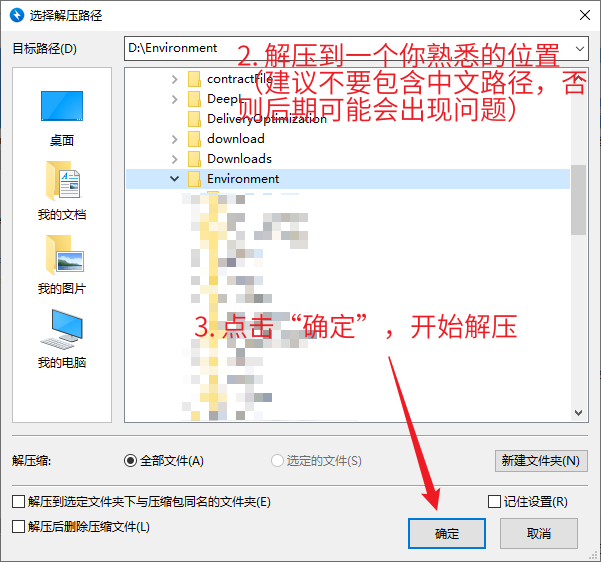 选择解压路径
目标路径(D)
D:\Environment
2. 解压到一个你熟悉的位置
（建议不要包含中文路径，否
则后期可能会出现问题）
contractFile
DeepL
DeliveryOptimization
download
Downloads
Environment
桌面
我的文档
我的图片
我的电脑
3. 点击“确定”，开始解压
解压缩:
全部文件(A)
选定的文件(S)
新建文件夹(N)
解压到选定文件夹下与压缩包同名的文件夹(E)
记住设置(R)
解压后删除压缩文件(L)
确定
取消